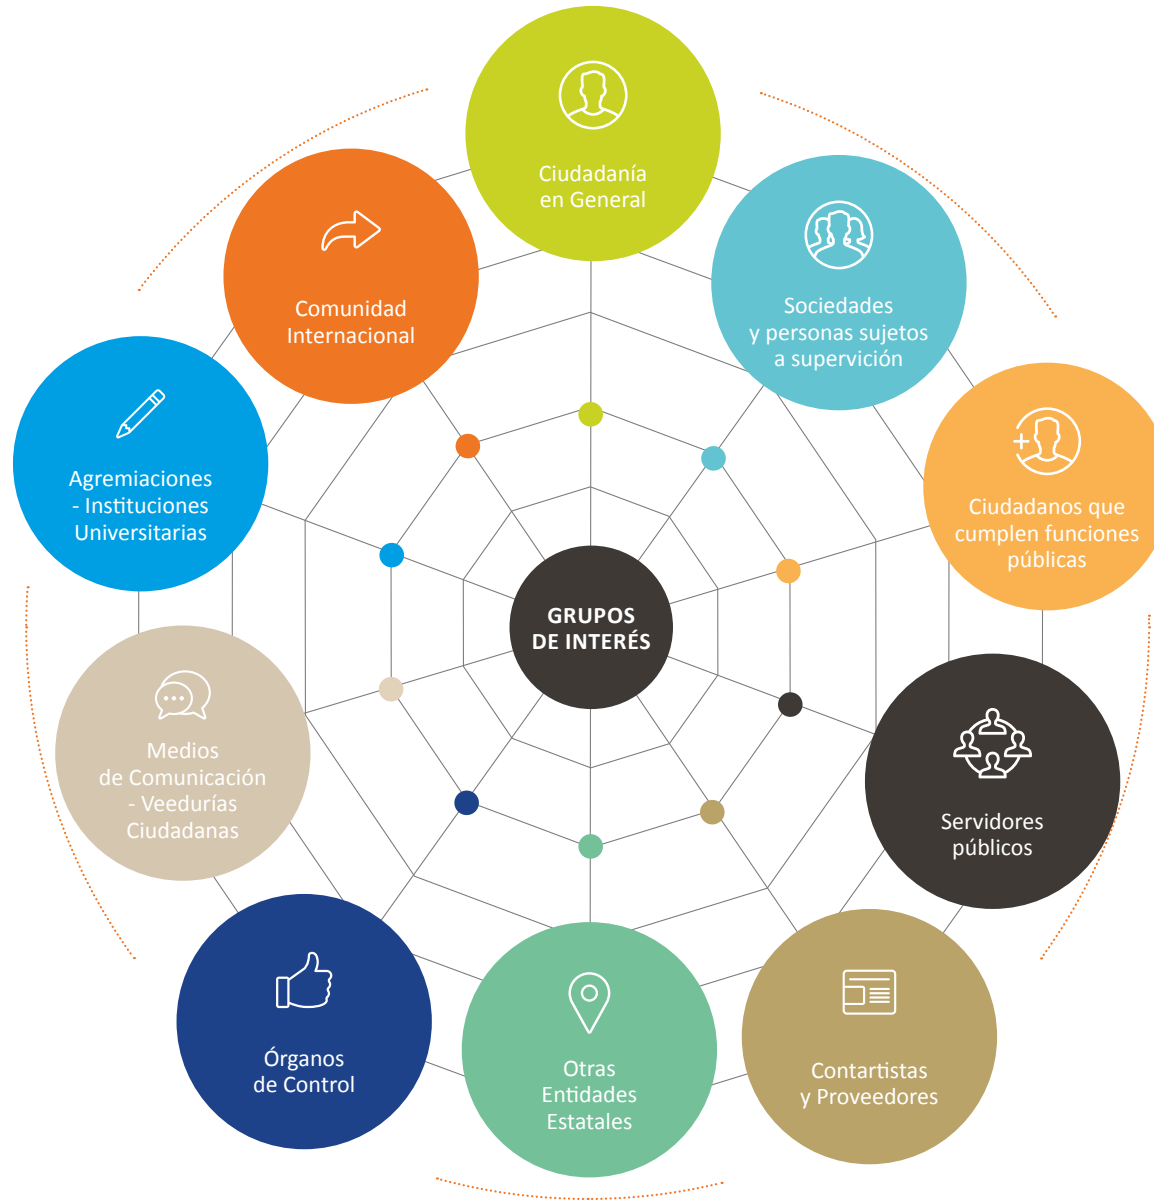 Ciudadanía
en General
Sociedades
y personas sujetos
a supervición
Ciudadanos que
cumplen funciones
públicas
Servidores
públicos
Contartistas
y Proveedores
Otras
Entidades
Estatales
Órganos
de Control
Medios
de Comunicación
- Veedurías
Ciudadanas
Agremiaciones
- Instituciones
Universitarias
Comunidad
Internacional
GRUPOS
DE INTERÉS